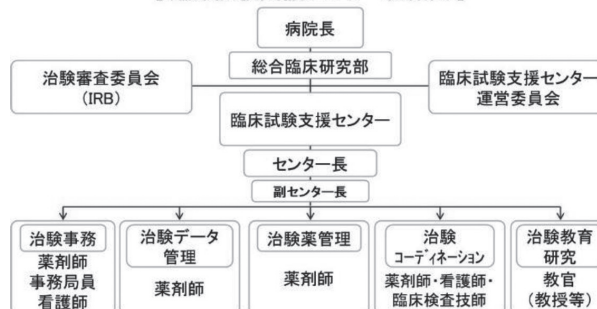 病院長
総合臨床研究部
治験審査委員会
(IRB)
臨床試験支援センター
運営委員会
臨床試験支援センター
センター長
副センター長
治験事務
薬剤師
事務局員
看護師
治験データ
管理
薬剤師
治験薬管理
薬剤師
治験
コーディネーション
薬剤師・看護師・
臨床検査技師
治験教育
研究
教官
(教授等)